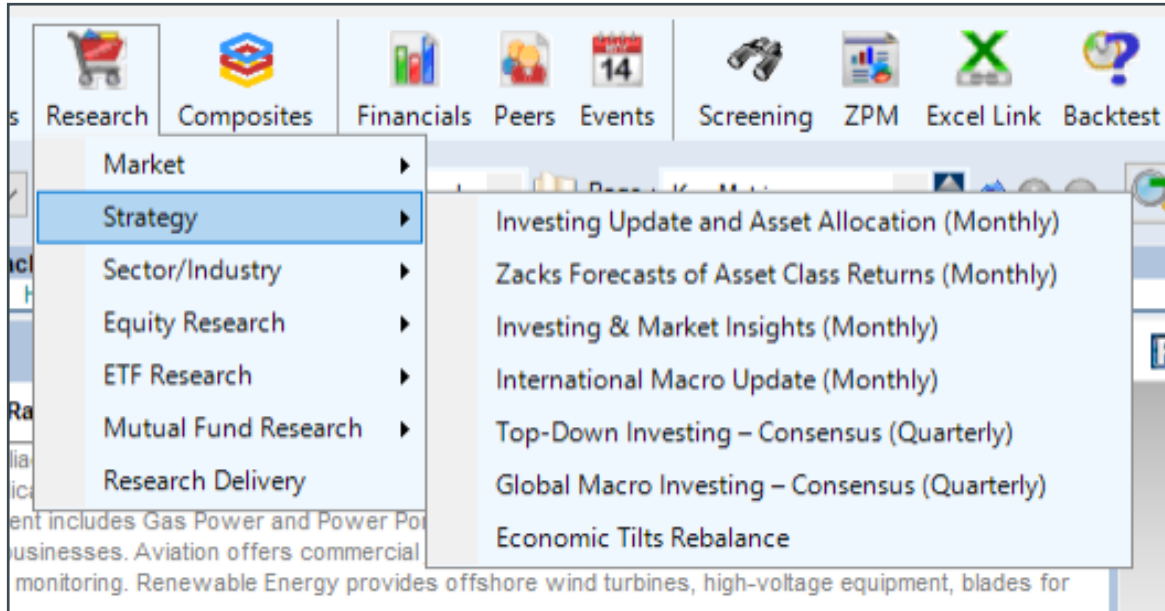 14
Research Composites Financials Peers Events Screening ZPM Excel Link Backtest
Market
Strategy
Sector/Industry
Equity Research
ETF Research
Mutual Fund Research
Research Delivery
Investing Update and Asset Allocation (Monthly)
Zacks Forecasts of Asset Class Returns (Monthly)
Investing & Market Insights (Monthly)
International Macro Update (Monthly)
Top-Down Investing – Consensus (Quarterly)
Global Macro Investing – Consensus (Quarterly)
Economic Tilts Rebalance
includes Gas Power and Power
businesses. Aviation offers commercial
monitoring. Renewable Energy provides offshore wind turbines, high-voltage equipment, blades for